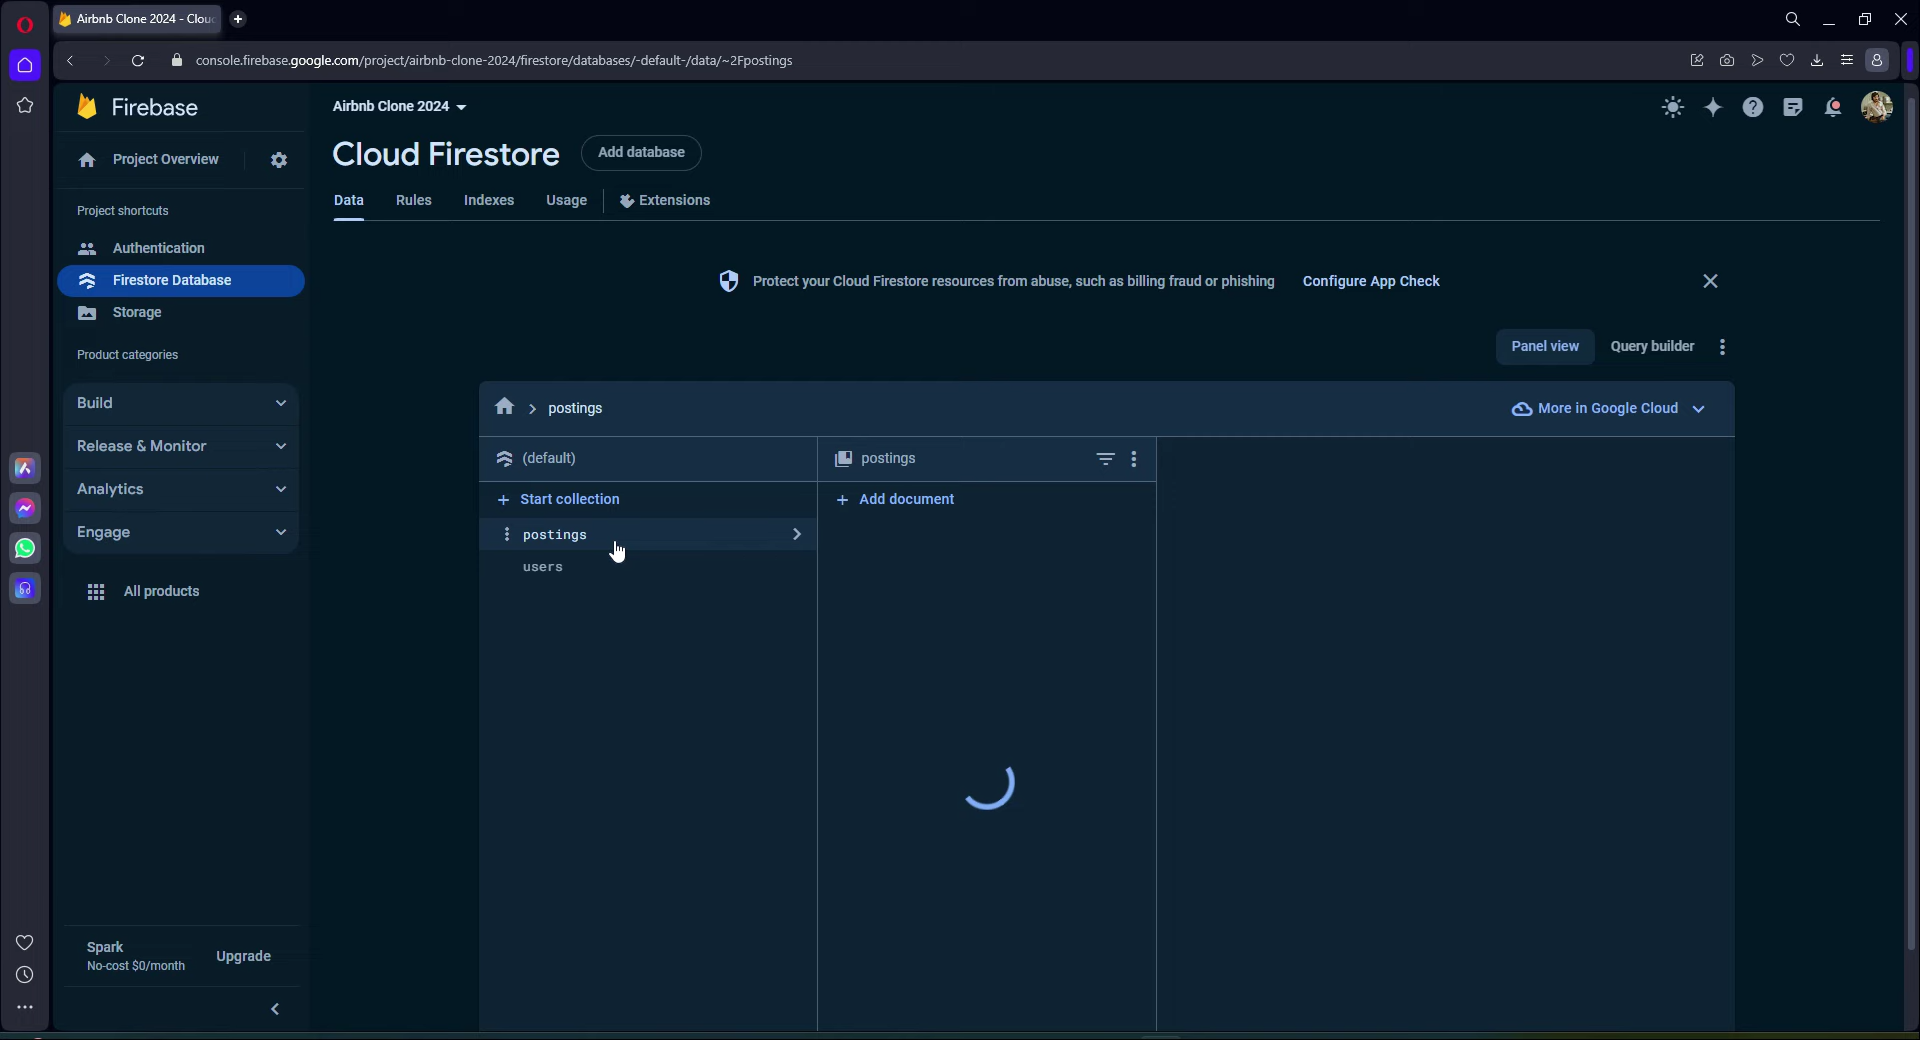 Airbnb Clone 2024 - Clou
console.firebase.google.com/project/airbnb-clone-2024/firestore/databases/-default-/data/~2Fpostings
Firebase
Project Overview
Project shortcuts
Authentication
Firestore Database
Storage
Product categories
Build
Release & Monitor
Analytics
Engage
All products
Spark
No-cost $0/month
Upgrade
Airbnb Clone 2024
Cloud Firestore
Add database
Data
Rules
Indexes
Usage
Extensions
Protect your Cloud Firestore resources from abuse, such as billing fraud or phishing
Configure App Check
Panel view
Query builder
postings
More in Google Cloud
(default)
Start collection
postings
users
postings
Add document